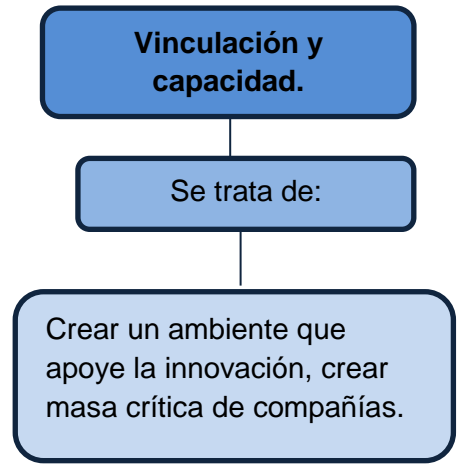 Vinculación y
capacidad.
Se trata de:
Crear un ambiente que
apoye la innovación, crear
masa crítica de compañías.